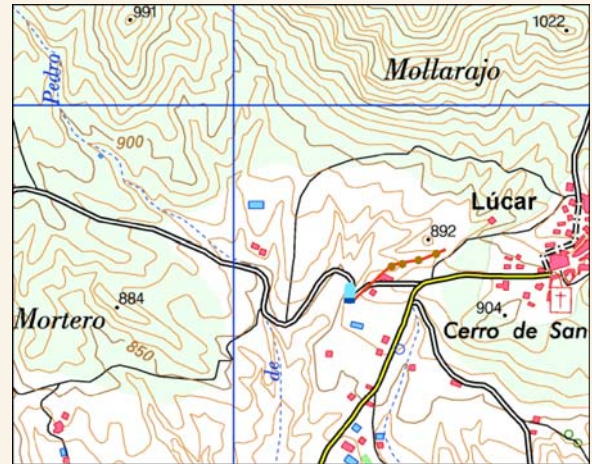 991
1022
Pedro
Mollarajo
900
Lúcar
892
884
Mortero
904
Cerro de San
850
de